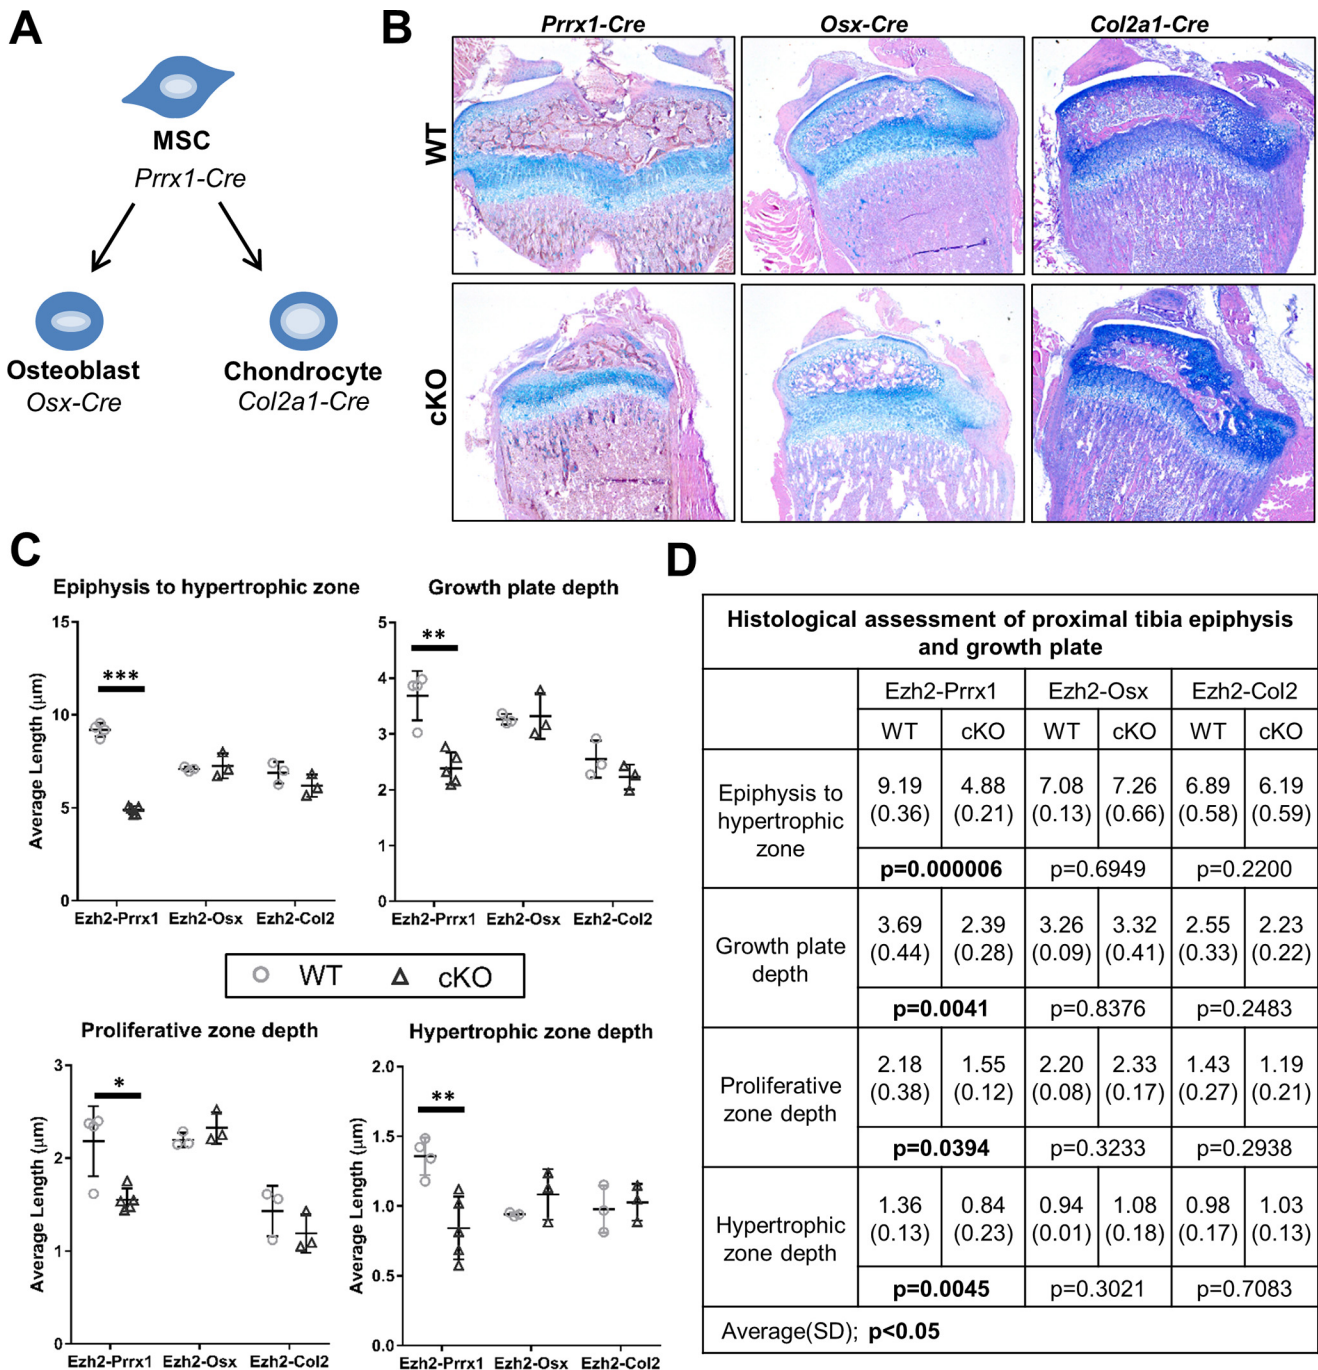 A
MSC
Prrx1-Cre
Osteoblast
Osx-Cre
Chondrocyte
Col2a1-Cre
B
Prrx1-Cre
Osx-Cre
Col2a1-Cre
WT
cKO
C
Epiphysis to hypertrophic zone
Average Length (μm)
15
10
5
0
***
Ezh2-Prrx1 Ezh2-Osx Ezh2-Col2
Growth plate depth
5
4
3
2
1
0
**
Ezh2-Prrx1 Ezh2-Osx Ezh2-Col2
WT
cKO
Proliferative zone depth
Average Length (μm)
3
2
1
0
*
Ezh2-Prrx1 Ezh2-Osx Ezh2-Col2
Hypertrophic zone depth
Average Length (μm)
2.0
1.5
1.0
0.5
0.0
**
Ezh2-Prrx1 Ezh2-Osx Ezh2-Col2
D
Histological assessment of proximal tibia epiphysis
and growth plate
Ezh2-Prrx1 Ezh2-Osx Ezh2-Col2
WT cKO WT cKO WT cKO
Epiphysis to
hypertrophic
zone
9.19 4.88 7.08 7.26 6.89 6.19
(0.36) (0.21) (0.13) (0.66) (0.58) (0.59)
p=0.000006 p=0.6949 p=0.2200
Growth plate
depth
3.69 2.39 3.26 3.32 2.55 2.23
(0.44) (0.28) (0.09) (0.41) (0.33) (0.22)
p=0.0041 p=0.8376 p=0.2483
Proliferative
zone depth
2.18 1.55 2.20 2.33 1.43 1.19
(0.38) (0.12) (0.08) (0.17) (0.27) (0.21)
p=0.0394 p=0.3233 p=0.2938
Hypertrophic
zone depth
1.36 0.84 0.94 1.08 0.98 1.03
(0.13) (0.23) (0.01) (0.18) (0.17) (0.13)
p=0.0045 p=0.3021 p=0.7083
Average(SD); p<0.05